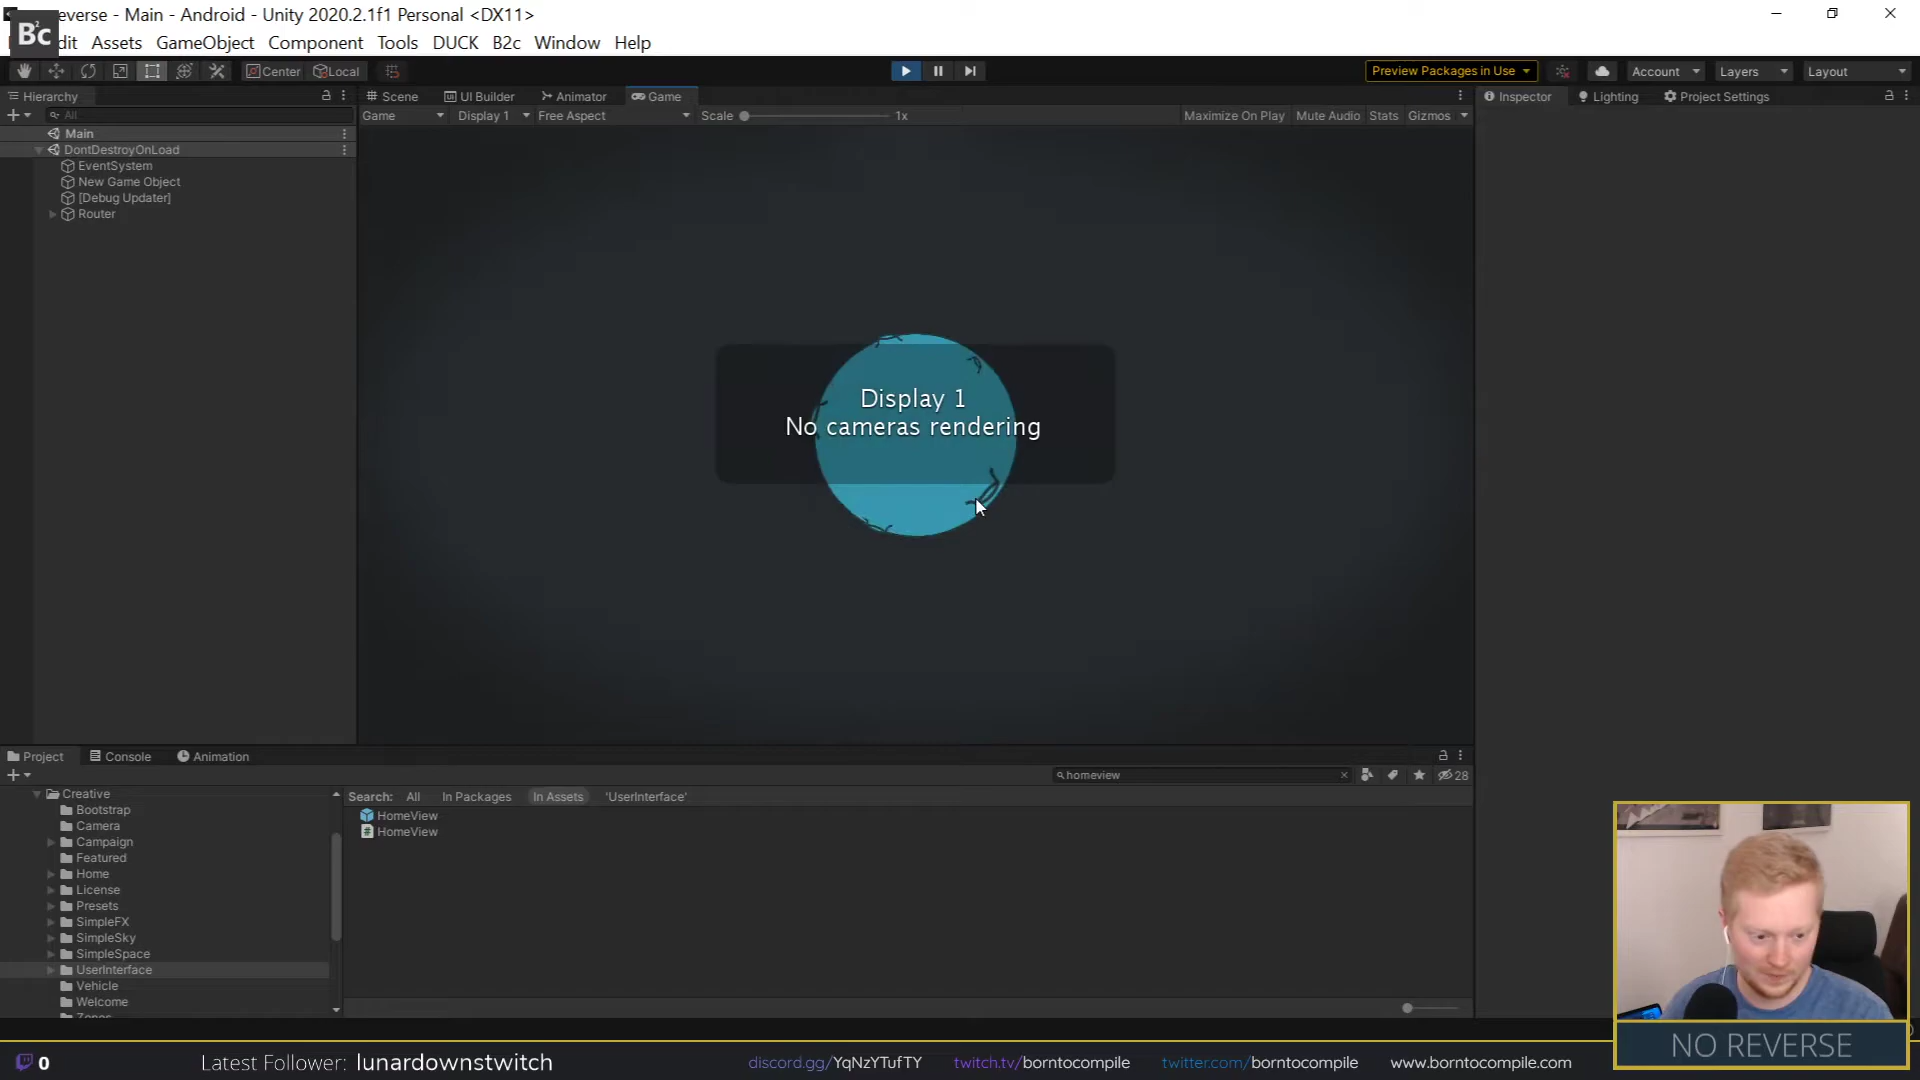 everse - Main - Android - Unity 2020.2.1f1 Personal <DX11>
B²c
dit Assets GameObject Component Tools DUCK B2c Window Help
Center Local
Preview Packages in Use Account Layers Layout
Hierarchy
Scene UI Builder Animator Game
Inspector Lighting Project Settings
All
Game Display 1 Free Aspect Scale 1x Maximize On Play Mute Audio Stats Gizmos
Main
DontDestroyOnLoad
EventSystem
New Game Object
[Debug Updater]
Router
Display 1
No cameras rendering
Project Console Animation
homeview
28
Creative
Bootstrap
Camera
Campaign
Featured
Home
License
Presets
SimpleFX
SimpleSky
SimpleSpace
UserInterface
Vehicle
Welcome
Zones
Search: All In Packages In Assets 'UserInterface'
HomeView
HomeView
NO REVERSE
0 Latest Follower: lunardownstwitch discord.gg/YqNzYTufTY twitch.tv/borntocompile twitter.com/borntocompile www.borntocompile.com